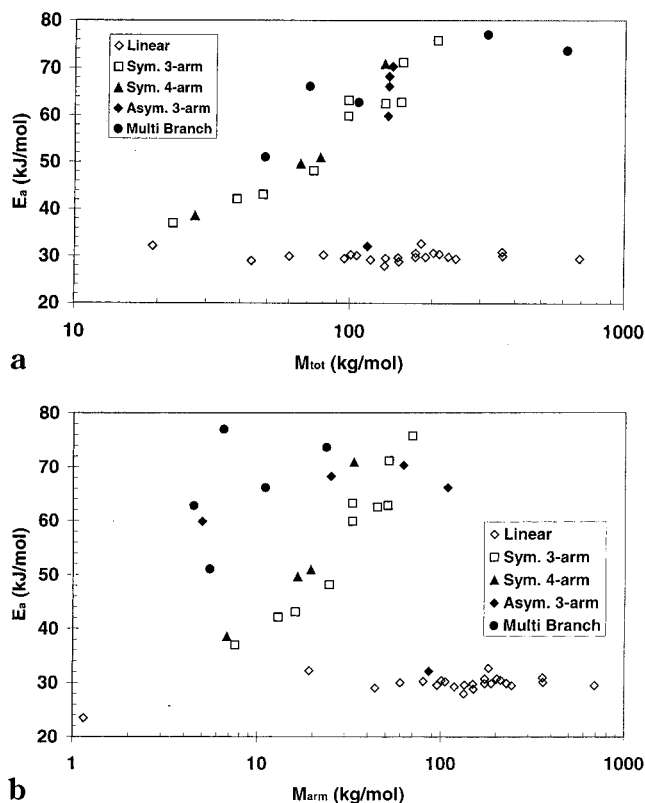 80
70
60
50
40
30
20
Eₐ (kJ/mol)
Linear
Sym. 3-arm
Sym. 4-arm
Asym. 3-arm
Multi Branch
10
100
1000
Mtot (kg/mol)
a
80
70
60
50
40
30
20
Eₐ (kJ/mol)
Linear
Sym. 3-arm
Sym. 4-arm
Asym. 3-arm
Multi Branch
1
10
100
1000
Marm (kg/mol)
b